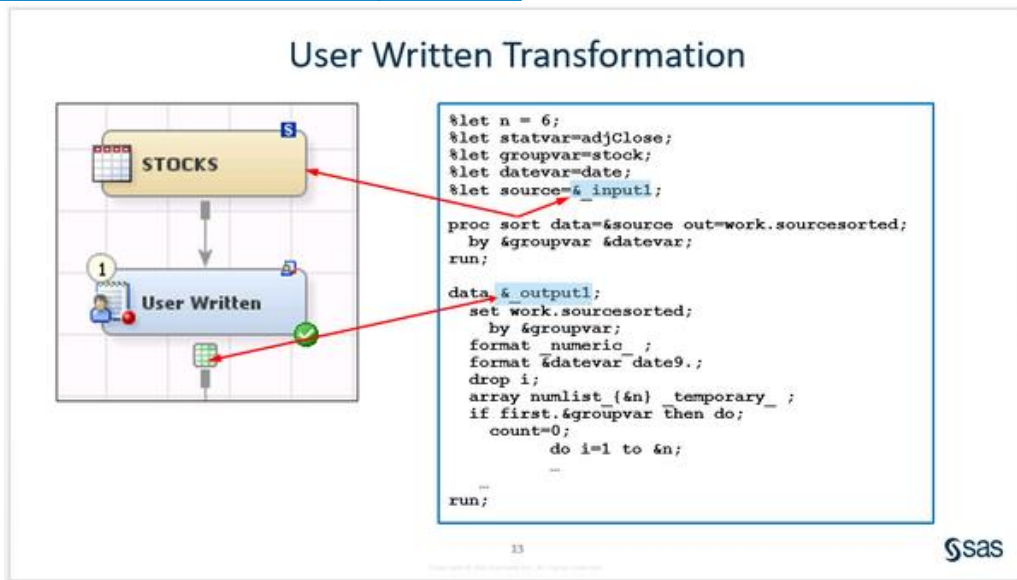 User Written Transformation
S
STOCKS
1
User Written
%let n = 6;
%let statvar=adjClose;
%let groupvar=stock;
%let datevar=date;
%let source=&_input1;
proc sort data=&source out=work.sourcesorted;
by &groupvar &datevar;
run;
data &_output1;
set work.sourcesorted;
by &groupvar;
format _numeric_ ;
format &datevar date9.;
drop i;
array numlist_{&n} _temporary_ ;
if first.&groupvar then do;
count=0;
do i=1 to &n;
…
…
run;
13
sas